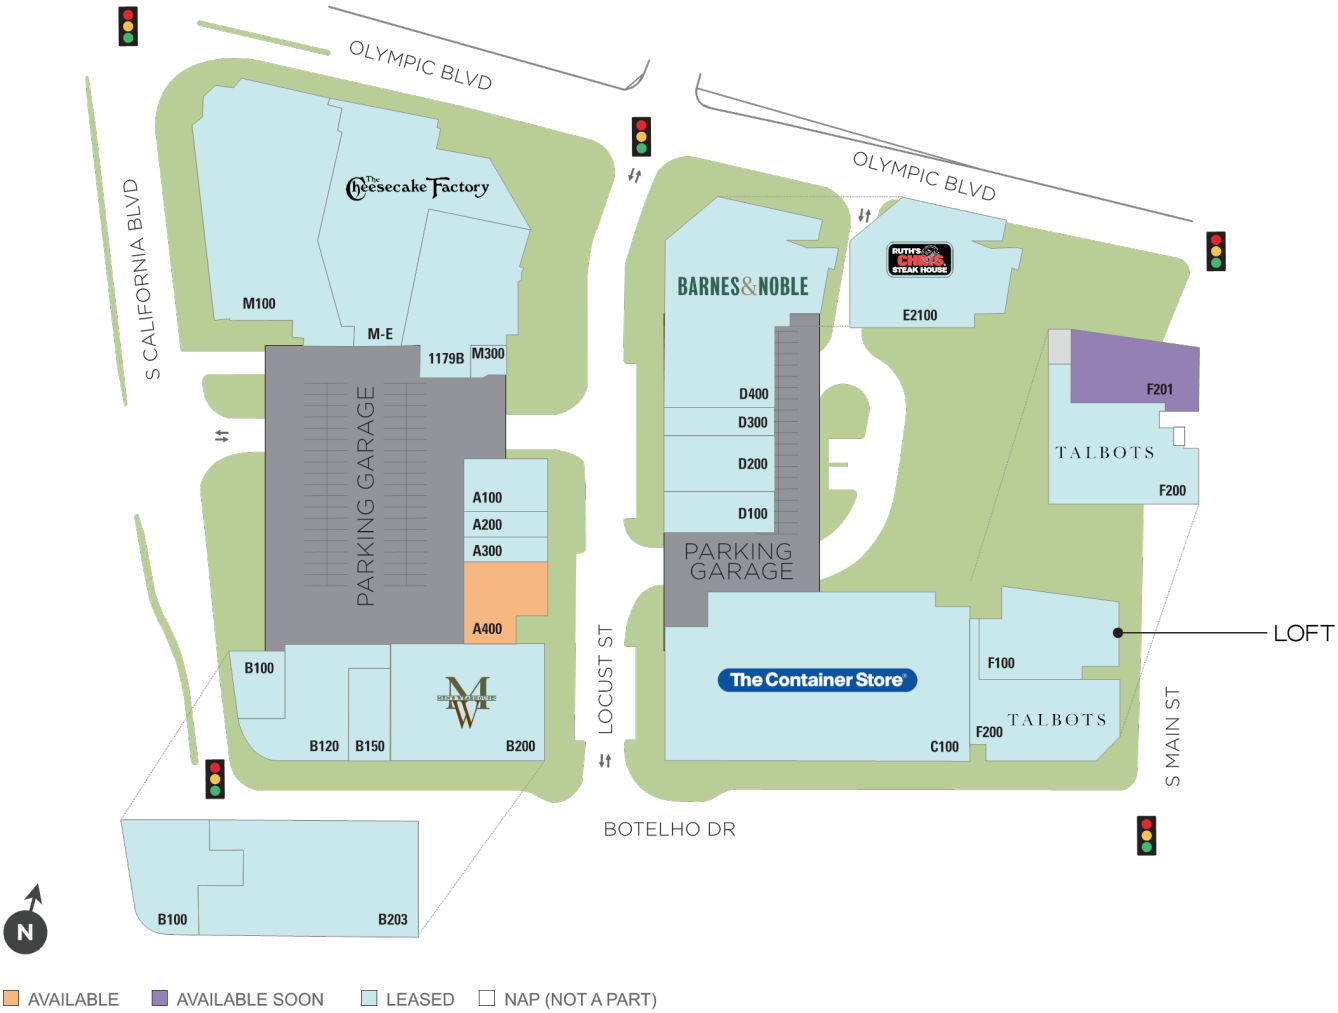 OLYMPIC BLVD
OLYMPIC BLVD
S CALIFORNIA BLVD
The
Cheesecake Factory
M100
M-E
1179B
M300
BARNES&NOBLE
RUTH'S
CHRIS
STEAK HOUSE
E2100
D400
D300
D200
D100
F201
TALBOTS
F200
PARKING GARAGE
A100
A200
A300
A400
PARKING
GARAGE
LOCUST ST
B100
B120
B150
MW
MEN'S WEARHOUSE
B200
The Container Store
C100
F100
LOFT
F200
TALBOTS
S MAIN ST
BOTELHO DR
B100
B203
N
AVAILABLE
AVAILABLE SOON
LEASED
NAP (NOT A PART)